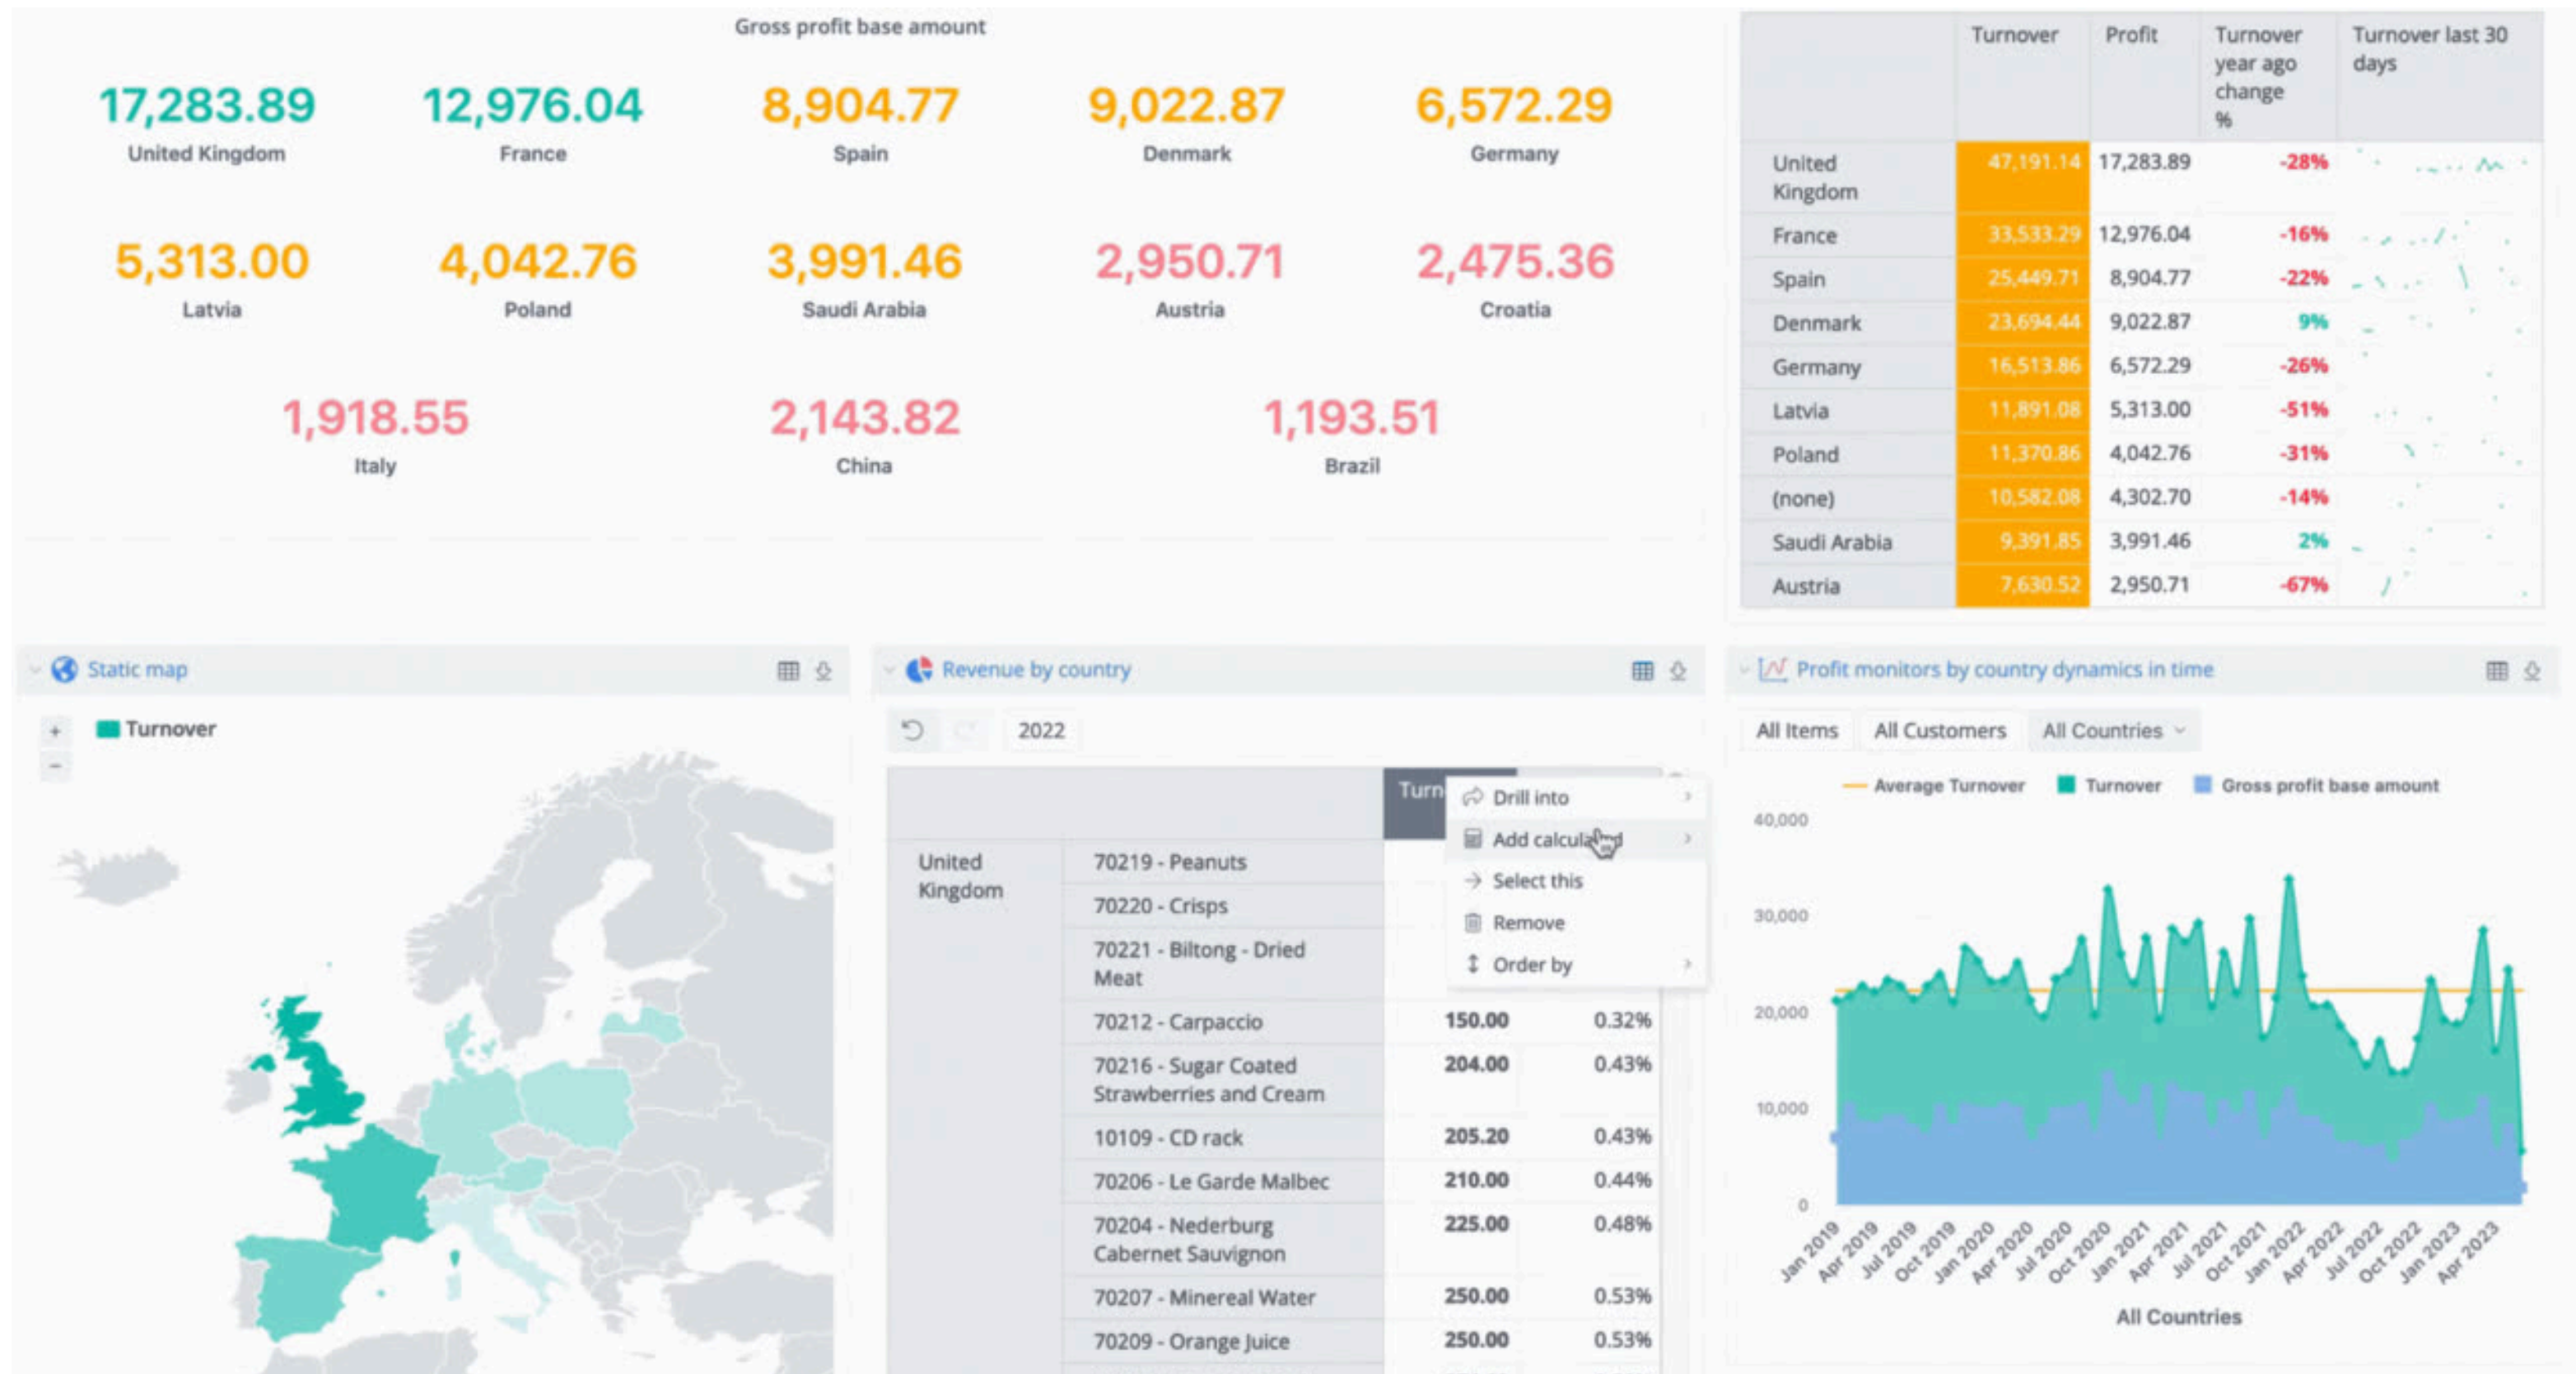 Gross profit base amount
17,283.89 12,976.04 8,904.77 9,022.87 6,572.29
United Kingdom France Spain Denmark Germany
5,313.00 4,042.76 3,991.46 2,950.71 2,475.36
Latvia Poland Saudi Arabia Austria Croatia
1,918.55 2,143.82 1,193.51
Italy China Brazil
Turnover Profit Turnover Turnover last 30
year ago days
change
%
United 47,191.14 17,283.89 -28%
Kingdom
France 33,533.29 12,976.04 -16%
Spain 25,449.71 8,904.77 -22%
Denmark 23,694.44 9,022.87 9%
Germany 16,513.86 6,572.29 -26%
Latvia 11,891.08 5,313.00 -51%
Poland 11,370.86 4,042.76 -31%
(none) 10,582.08 4,302.70 -14%
Saudi Arabia 9,391.85 3,991.46 2%
Austria 7,630.52 2,950.71 -67%
Static map
+
−
Turnover
Revenue by country
2022
Turn
Drill into
Add calculated
Select this
Remove
Order by
United 70219 - Peanuts
Kingdom
70220 - Crisps
70221 - Biltong - Dried
Meat
70212 - Carpaccio 150.00 0.32%
70216 - Sugar Coated 204.00 0.43%
Strawberries and Cream
10109 - CD rack 205.20 0.43%
70206 - Le Garde Malbec 210.00 0.44%
70204 - Nederburg 225.00 0.48%
Cabernet Sauvignon
70207 - Minereal Water 250.00 0.53%
70209 - Orange Juice 250.00 0.53%
Profit monitors by country dynamics in time
All Items All Customers All Countries
Average Turnover Turnover Gross profit base amount
40,000
30,000
20,000
10,000
0
Jan 2019 Apr 2019 Jul 2019 Oct 2019 Jan 2020 Apr 2020 Jul 2020 Oct 2020 Jan 2021 Apr 2021 Jul 2021 Oct 2021 Jan 2022 Apr 2022 Jul 2022 Oct 2022 Jan 2023 Apr 2023
All Countries